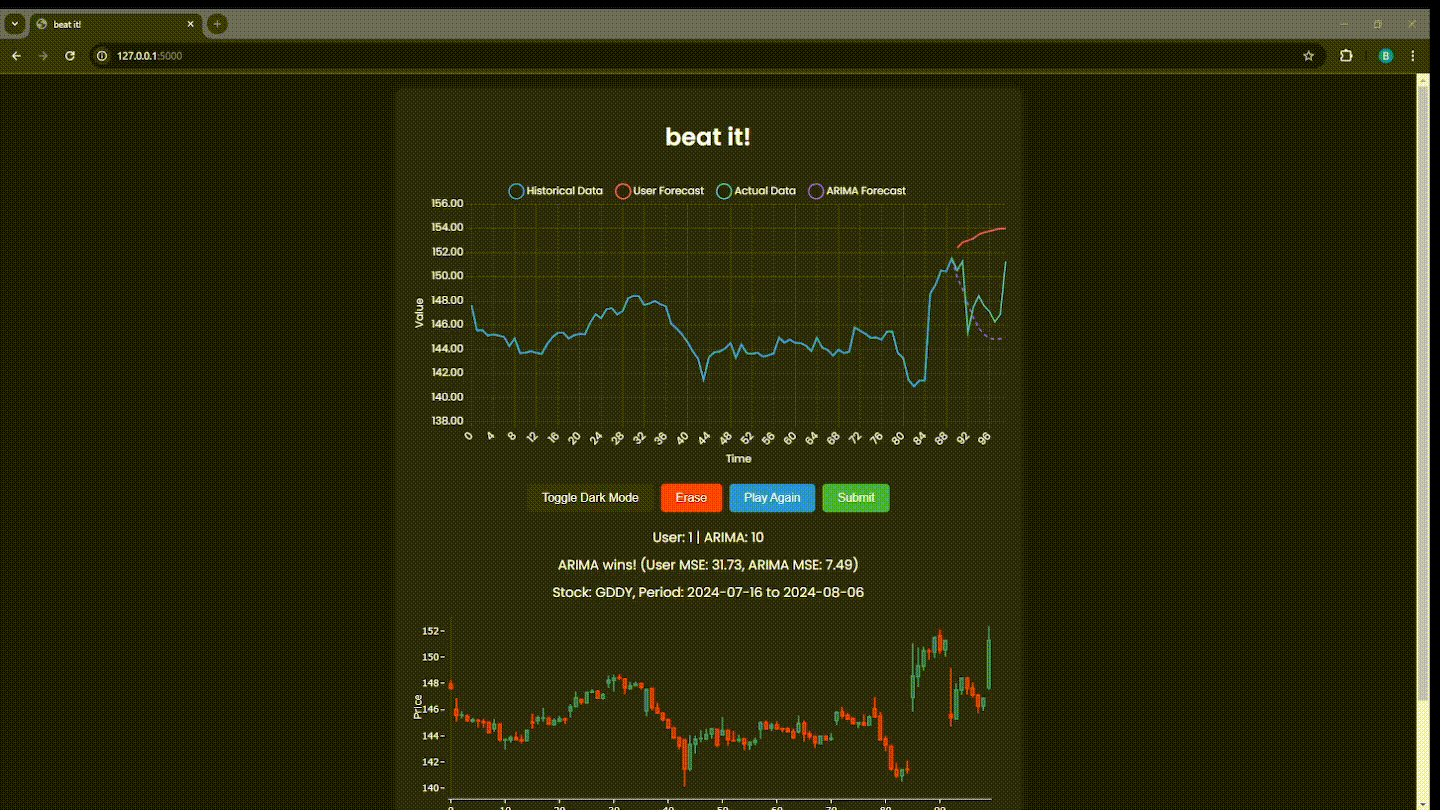 beat it!
127.0.0.1:5000
B
beat it!
Historical Data User Forecast Actual Data ARIMA Forecast
156.00
154.00
152.00
150.00
148.00
146.00
144.00
142.00
140.00
138.00
Value
0 4 8 12 16 20 24 28 32 36 40 44 48 52 56 60 64 68 72 76 80 84 88 92 96
Time
Toggle Dark Mode Erase Play Again Submit
User: 1 | ARIMA: 10
ARIMA wins! (User MSE: 31.73, ARIMA MSE: 7.49)
Stock: GDDY, Period: 2024-07-16 to 2024-08-06
152
150
148
146
144
142
140
Price
0 10 20 30 40 50 60 70 80 90